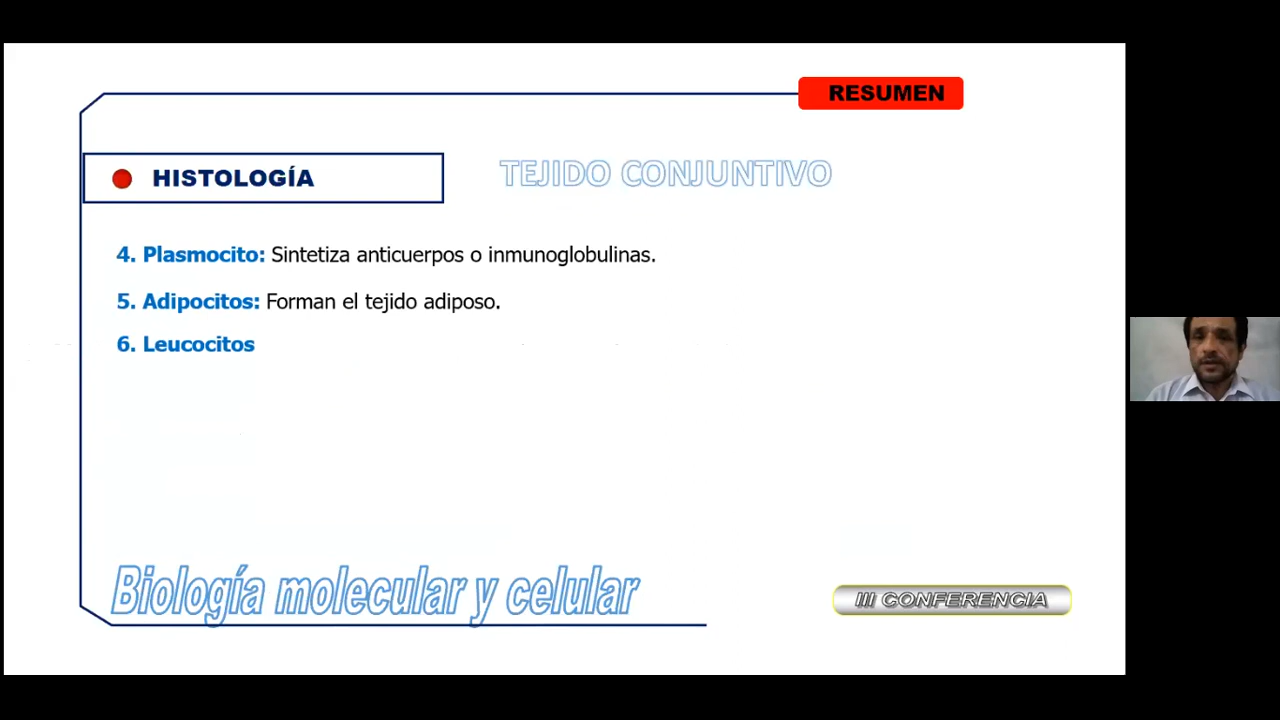 RESUMEN
HISTOLOGÍA
TEJIDO CONJUNTIVO
4. Plasmocito: Sintetiza anticuerpos o inmunoglobulinas.
5. Adipocitos: Forman el tejido adiposo.
6. Leucocitos
Biología molecular y celular
III CONFERENCIA